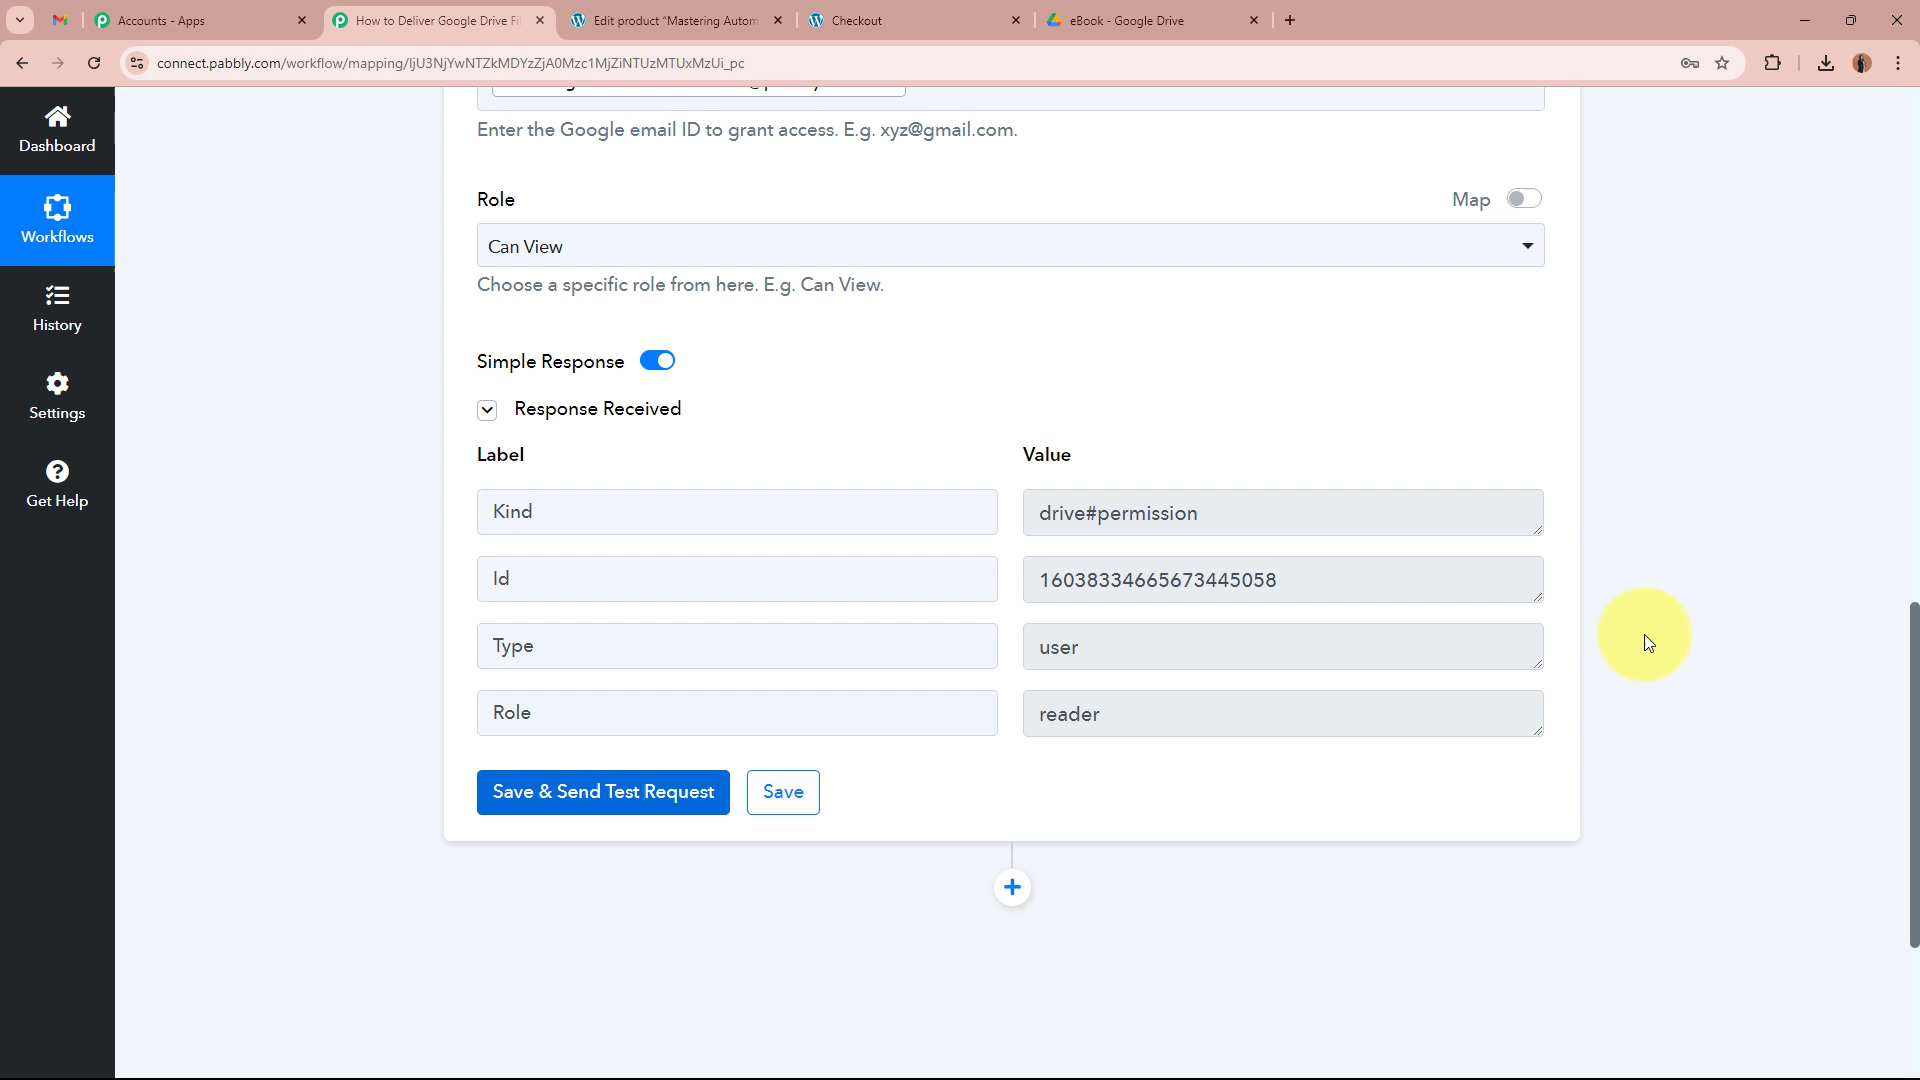 Accounts - Apps
How to Deliver Google Drive Fi
Edit product "Mastering Autom
Checkout
eBook - Google Drive
connect.pabbly.com/workflow/mapping/IjU3NjYwNTZkMDYzZjA0Mzc1MjZiNTUzMTUxMzUi_pc
Dashboard
Workflows
History
Settings
Get Help
Enter the Google email ID to grant access. E.g. xyz@gmail.com.
Role
Map
Can View
Choose a specific role from here. E.g. Can View.
Simple Response
Response Received
Label
Value
Kind
drive#permission
Id
16038334665673445058
Type
user
Role
reader
Save & Send Test Request
Save